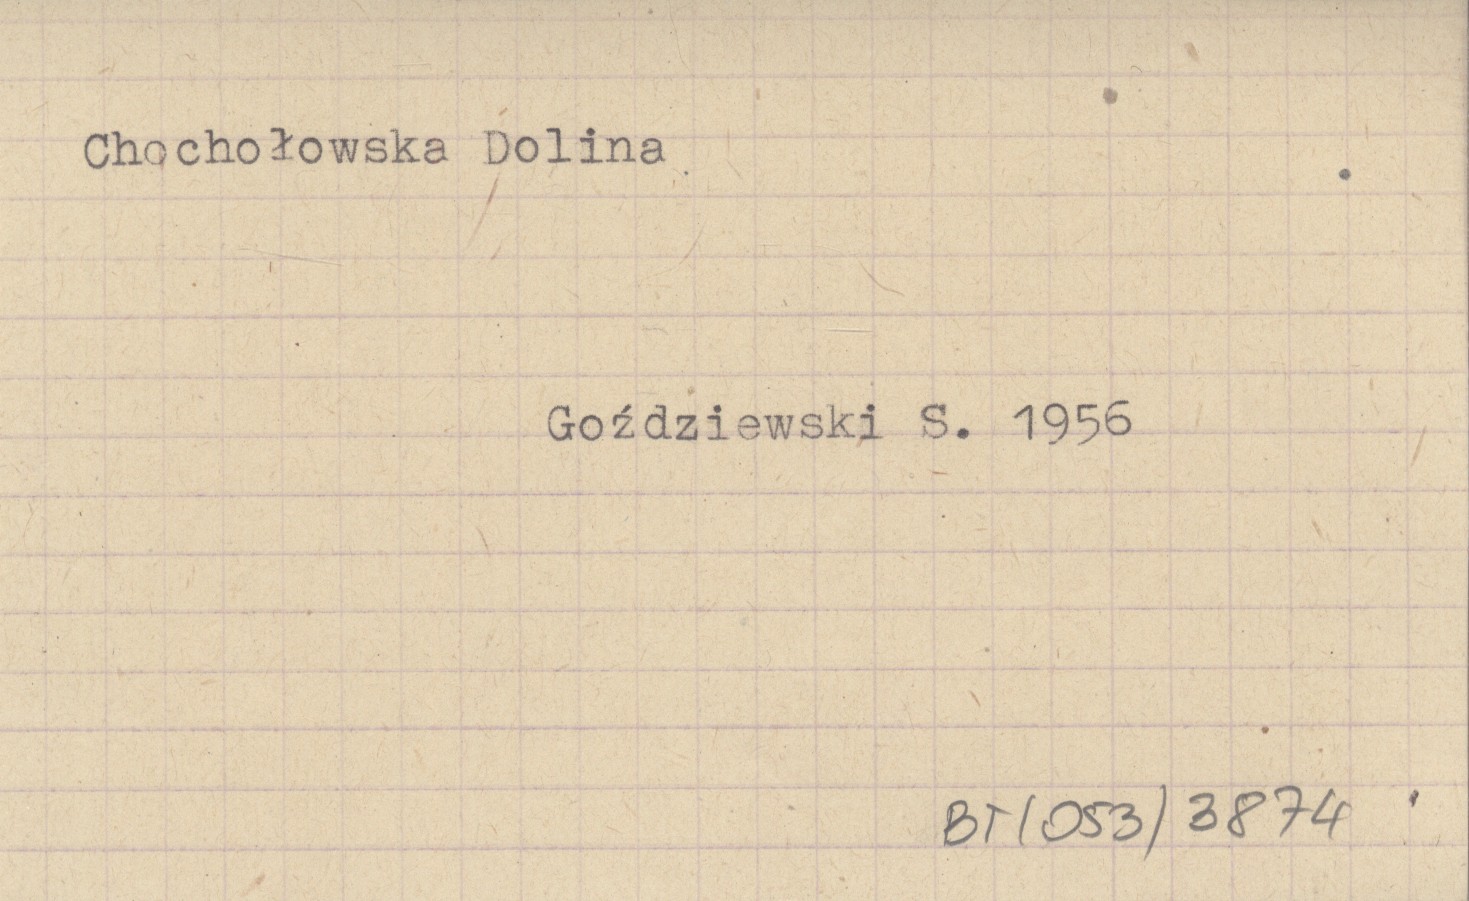 Chochołowska Dolina
Goździewski S. 1956
BT(053) 3874